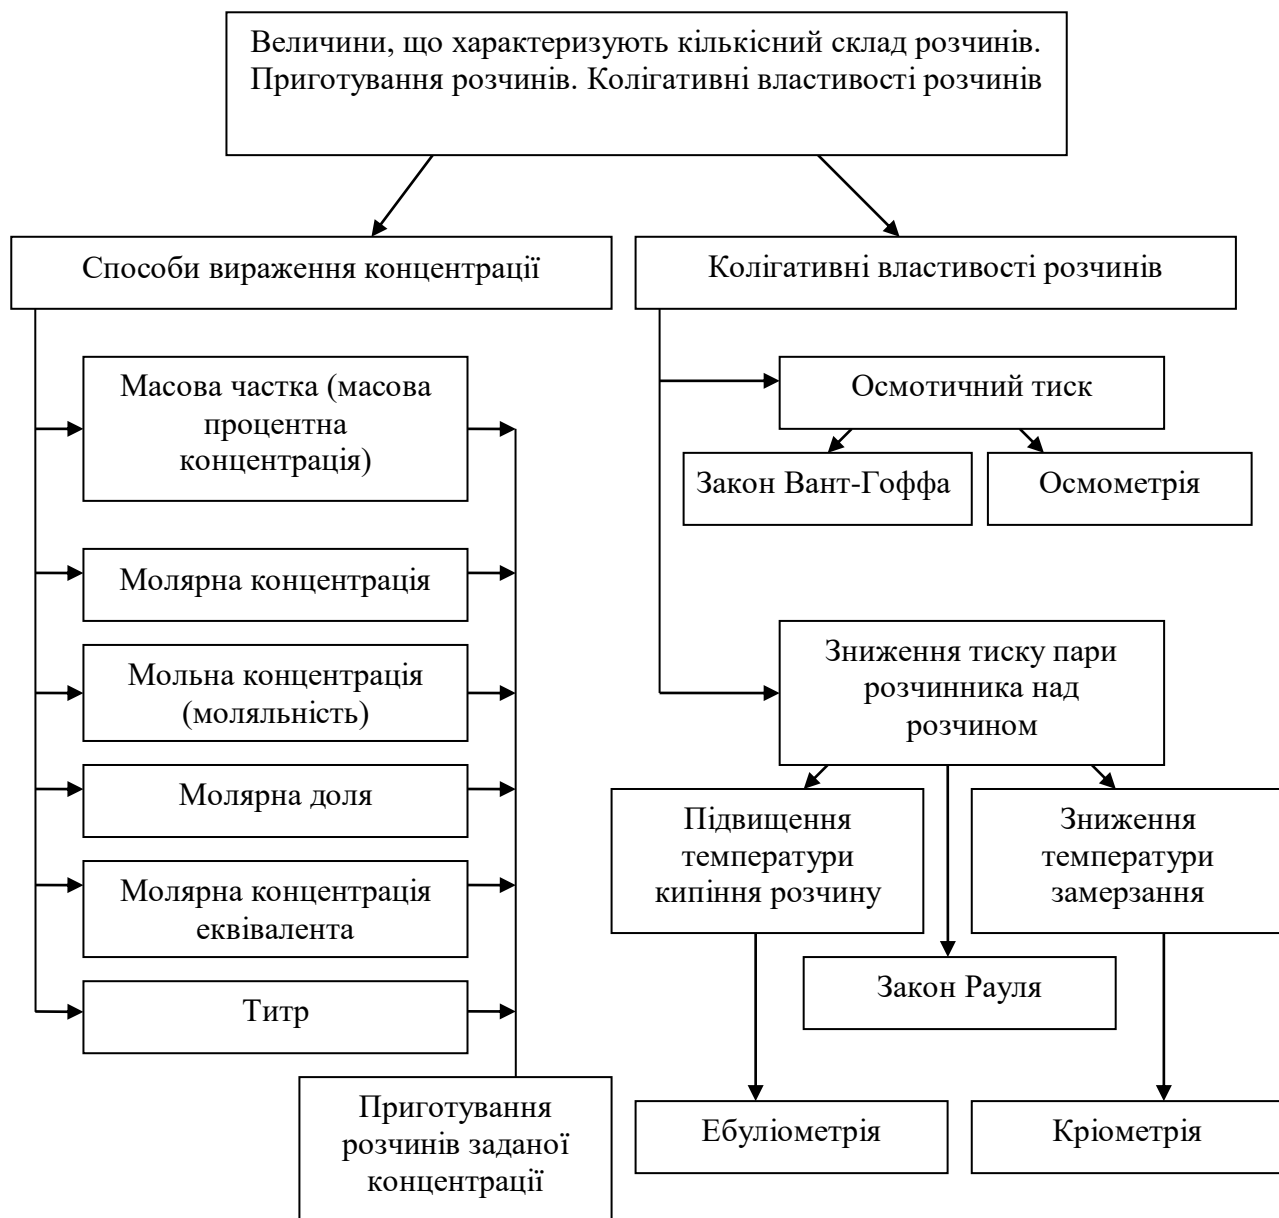 Величини, що характеризують кількісний склад розчинів.
Приготування розчинів. Колігативні властивості розчинів
Способи вираження концентрації
Масова частка (масова
процентна
концентрація)
Молярна концентрація
Мольна концентрація
(моляльність)
Молярна доля
Молярна концентрація
еквівалента
Титр
Приготування
розчинів заданої
концентрації
Колігативні властивості розчинів
Осмотичний тиск
Закон Вант-Гоффа
Осмометрія
Зниження тиску пари
розчинника над
розчином
Підвищення
температури
кипіння розчину
Зниження
температури
замерзання
Закон Рауля
Ебуліометрія
Кріометрія